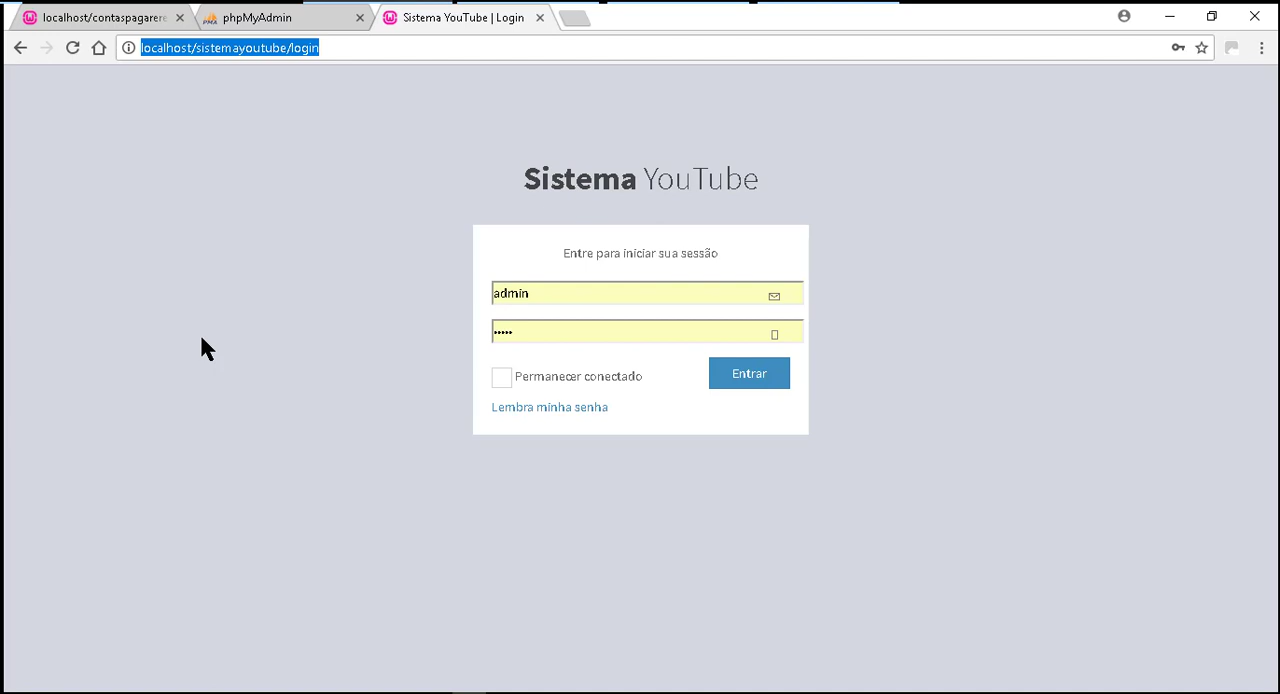 localhost/contaspagarere
phpMyAdmin
Sistema YouTube | Login
localhost/sistemayoutube/login
Sistema YouTube
Entre para iniciar sua sessão
admin
•••••
Permanecer conectado
Entrar
Lembra minha senha